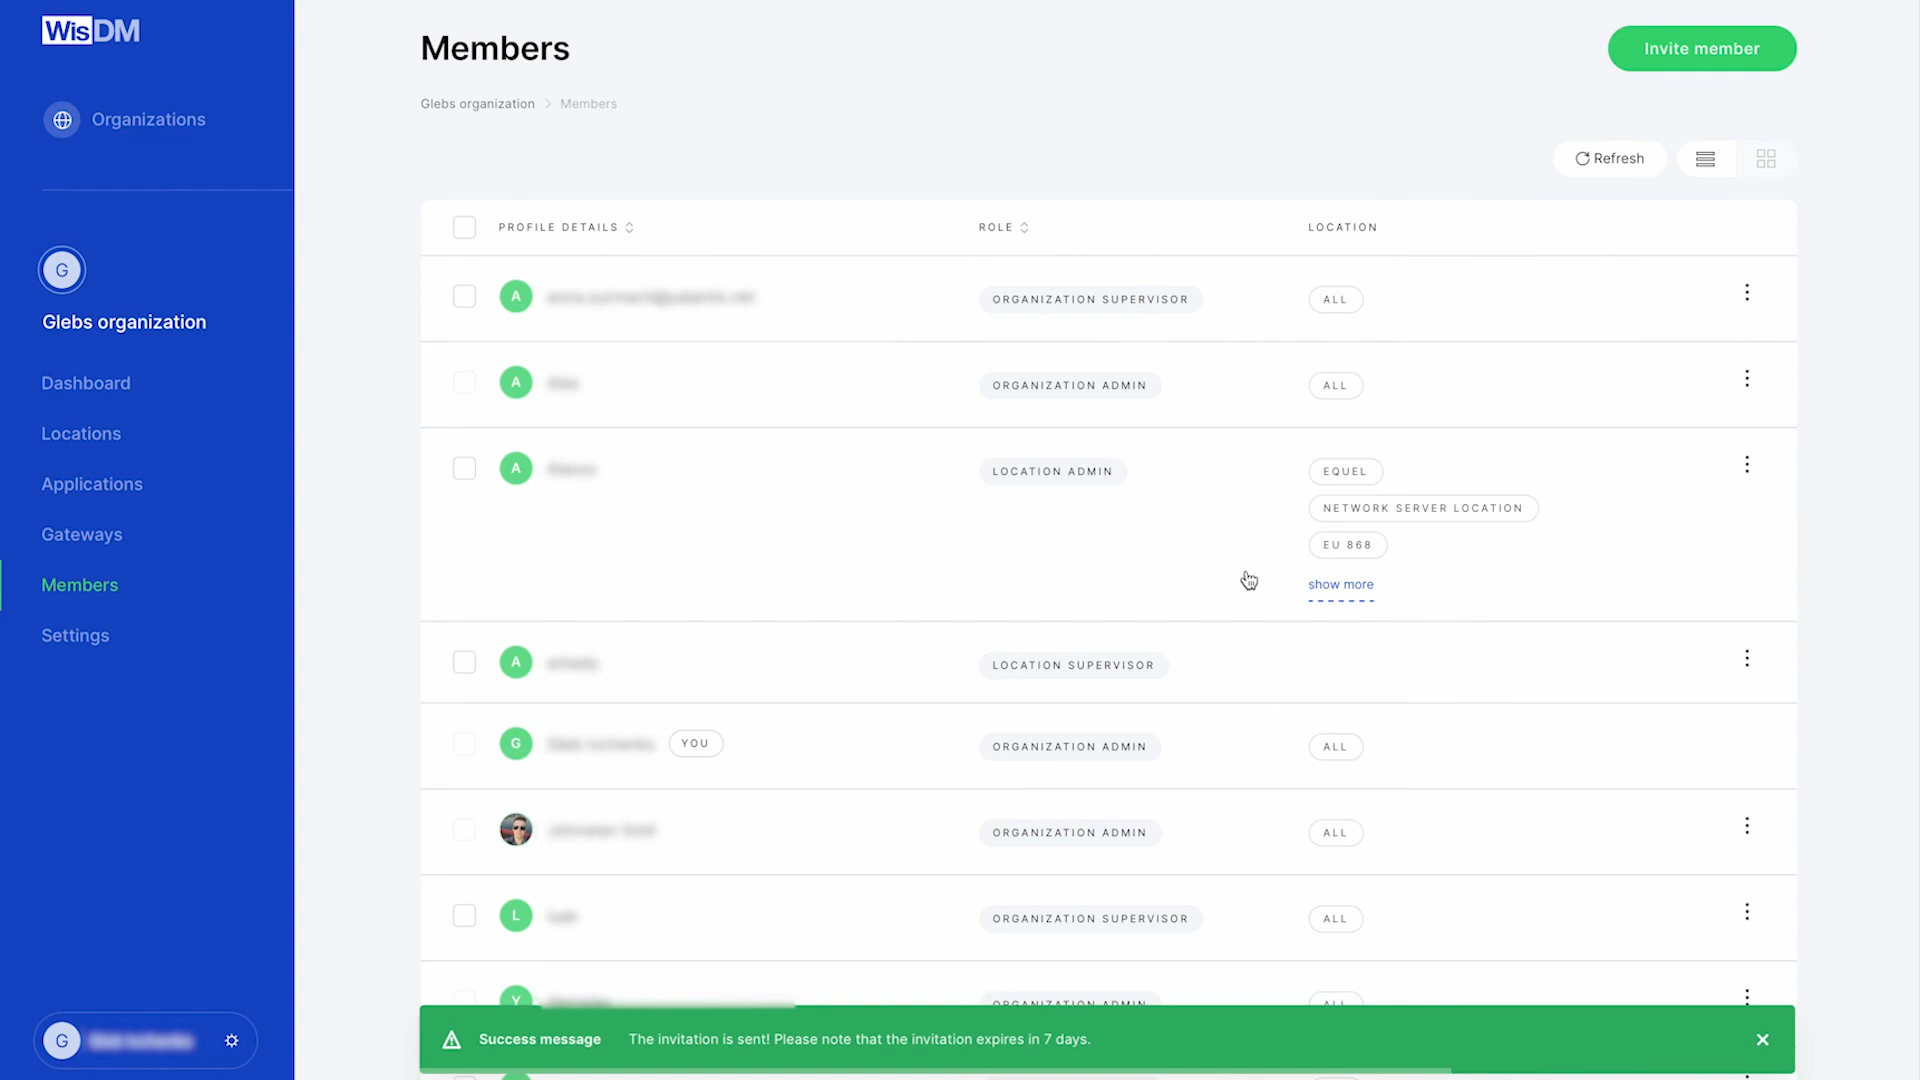 WisDM
Organizations
G
Glebs organization
Dashboard
Locations
Applications
Gateways
Members
Settings
G
Members
Invite member
Glebs organization > Members
Refresh
PROFILE DETAILS ROLE LOCATION
A ORGANIZATION SUPERVISOR ALL
A ORGANIZATION ADMIN ALL
A LOCATION ADMIN EQUEL
NETWORK SERVER LOCATION
EU 868
show more
A LOCATION SUPERVISOR
G YOU ORGANIZATION ADMIN ALL
ORGANIZATION ADMIN ALL
L ORGANIZATION SUPERVISOR ALL
Y ORGANIZATION ADMIN ALL
Success message The invitation is sent! Please note that the invitation expires in 7 days.